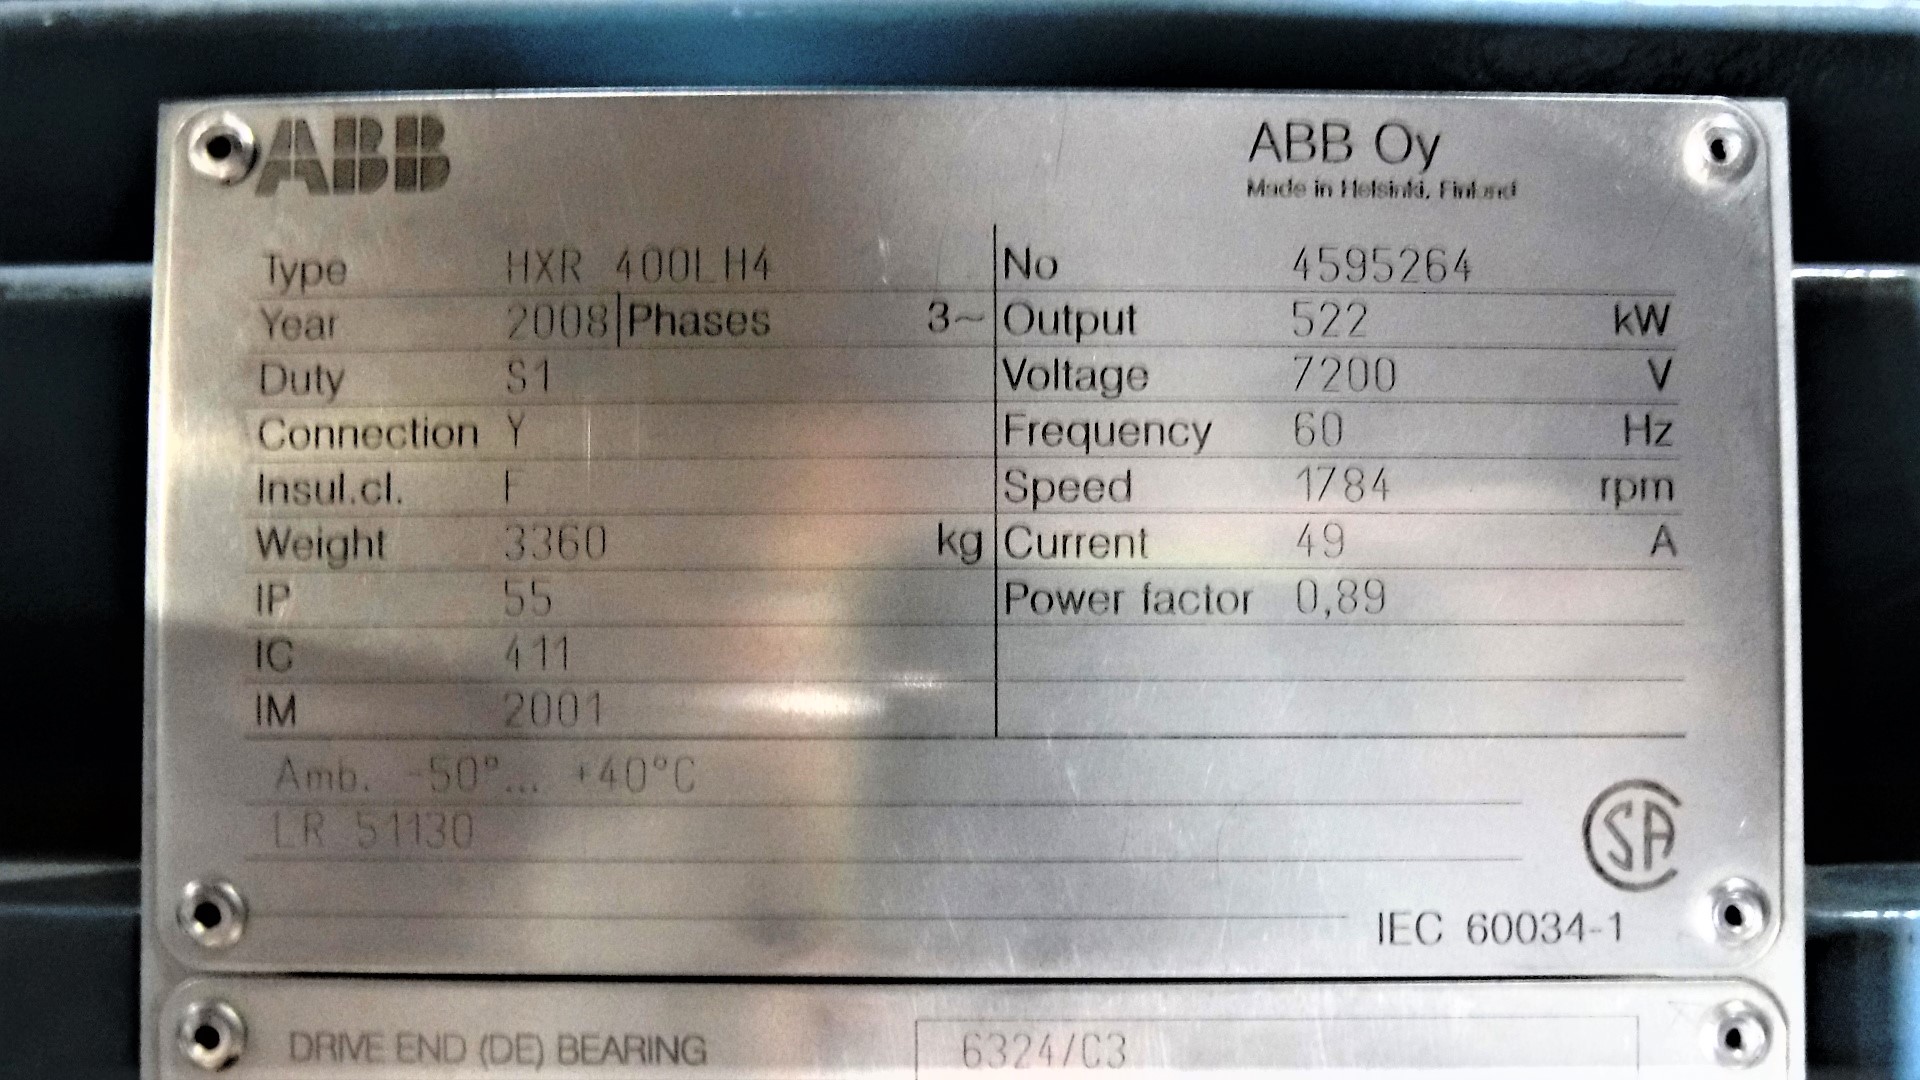 ABB
ABB Oy
Made in Helsinki, Finland
Type HXR 400LH4 No 4595264
Year 2008 Phases 3~ Output 522 kW
Duty S1 Voltage 7200 V
Connection Y Frequency 60 Hz
Insul.cl. F Speed 1784 rpm
Weight 3360 kg Current 49 A
IP 55 Power factor 0,89
IC 411
IM 2001
Amb. -50°... +40°C
LR 51130
CSA
IEC 60034-1
DRIVE END (DE) BEARING 6324/C3